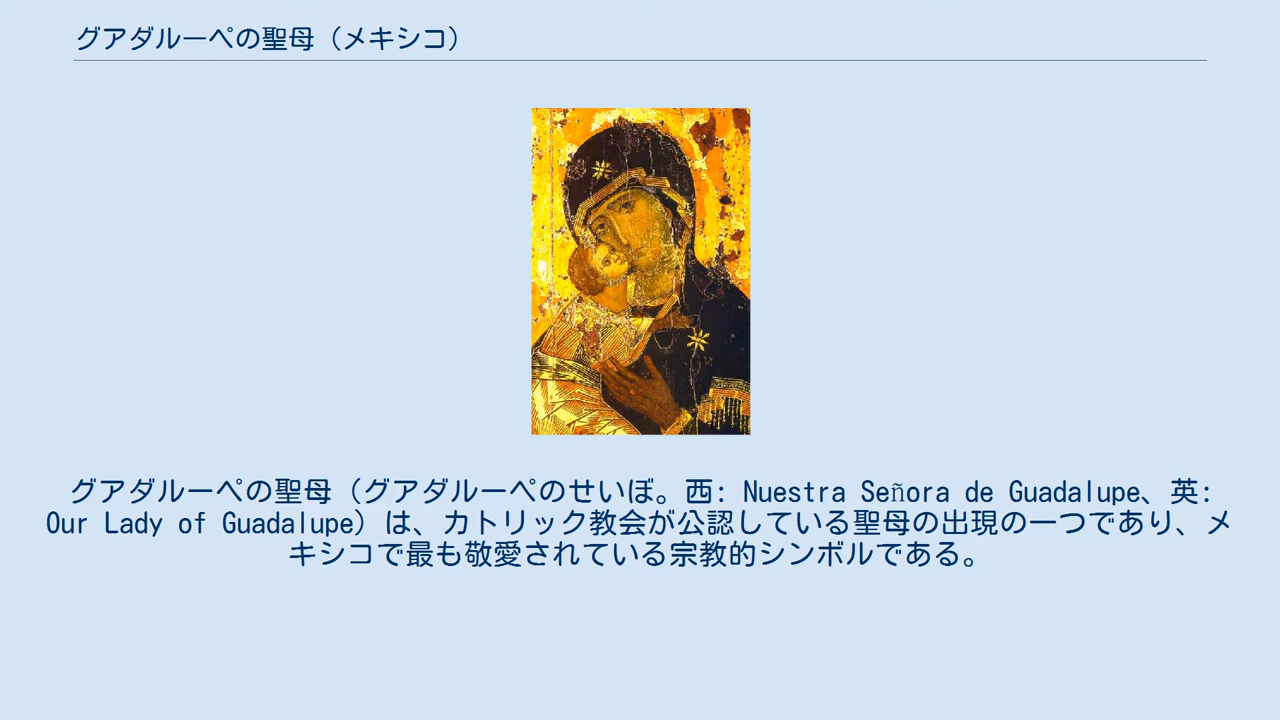 グアダルーペの聖母（メキシコ）
グアダルーペの聖母（グアダルーペのせいぼ。西: Nuestra Señora de Guadalupe、英:
Our Lady of Guadalupe）は、カトリック教会が公認している聖母の出現の一つであり、メ
キシコで最も敬愛されている宗教的シンボルである。